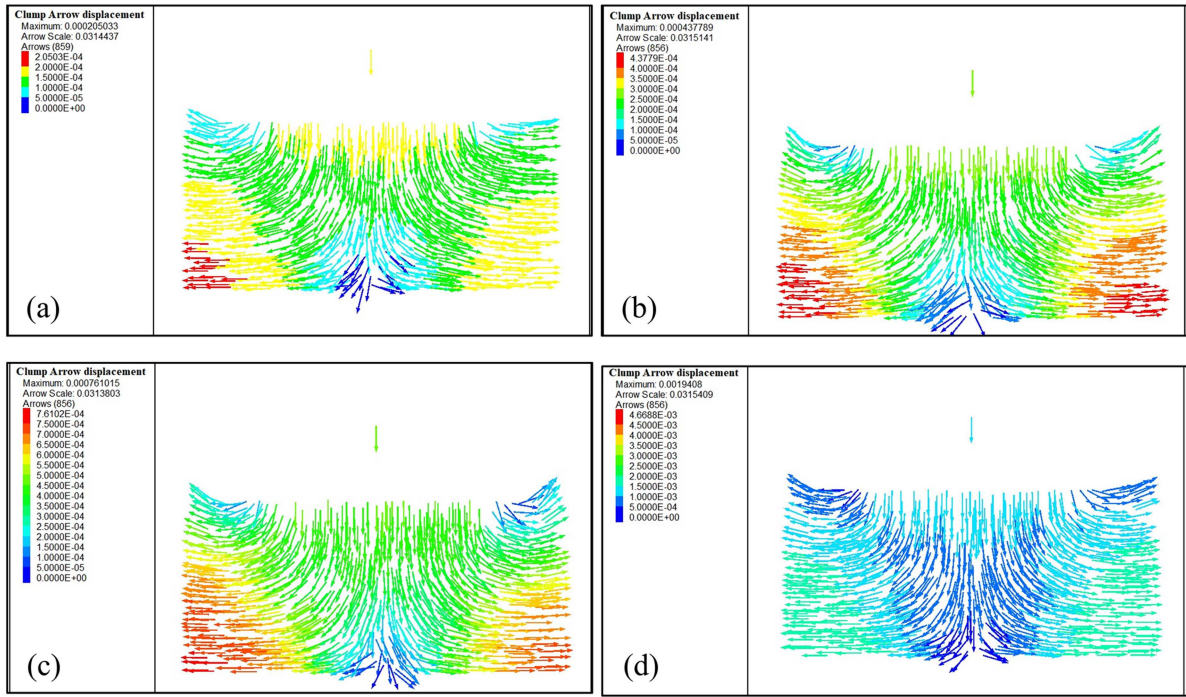 Clump Arrow displacement
Maximum: 0.000205033
Arrow Scale: 0.0314437
Arrows (859)
2.0503E-04
2.0000E-04
1.5000E-04
1.0000E-04
5.0000E-05
0.0000E+00
(a)
Clump Arrow displacement
Maximum: 0.000437789
Arrow Scale: 0.0315141
Arrows (856)
4.3779E-04
4.0000E-04
3.5000E-04
3.0000E-04
2.5000E-04
2.0000E-04
1.5000E-04
1.0000E-04
5.0000E-05
0.0000E+00
(b)
Clump Arrow displacement
Maximum: 0.000761015
Arrow Scale: 0.0313803
Arrows (856)
7.6102E-04
7.5000E-04
7.0000E-04
6.5000E-04
6.0000E-04
5.5000E-04
5.0000E-04
4.5000E-04
4.0000E-04
3.5000E-04
3.0000E-04
2.5000E-04
2.0000E-04
1.5000E-04
1.0000E-04
5.0000E-05
0.0000E+00
(c)
Clump Arrow displacement
Maximum: 0.0019408
Arrow Scale: 0.0315409
Arrows (856)
4.6688E-03
4.5000E-03
4.0000E-03
3.5000E-03
3.0000E-03
2.5000E-03
2.0000E-03
1.5000E-03
1.0000E-03
5.0000E-04
0.0000E+00
(d)